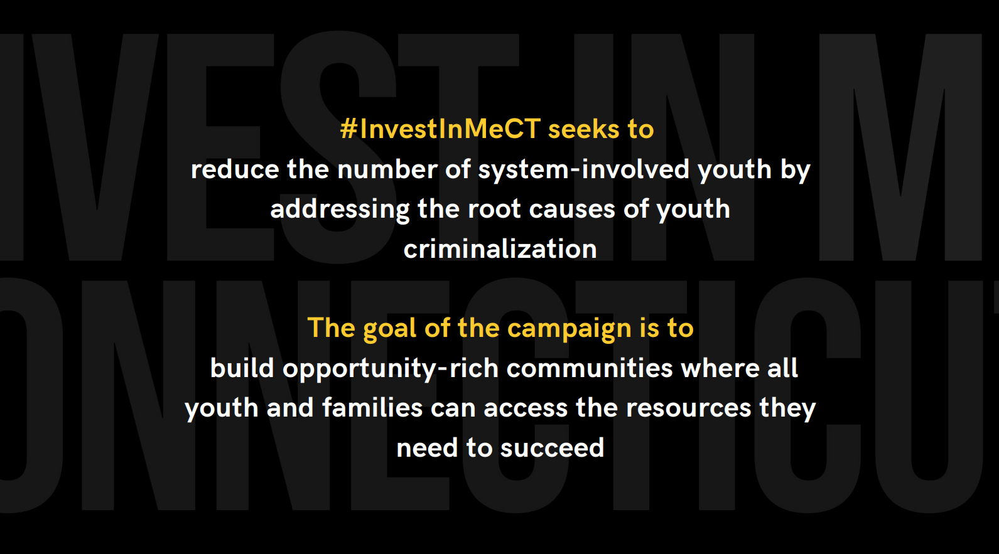 INVEST IN M
ONNECTICUT
#InvestInMeCT seeks to
reduce the number of system-involved youth by
addressing the root causes of youth
criminalization
The goal of the campaign is to
build opportunity-rich communities where all
youth and families can access the resources they
need to succeed